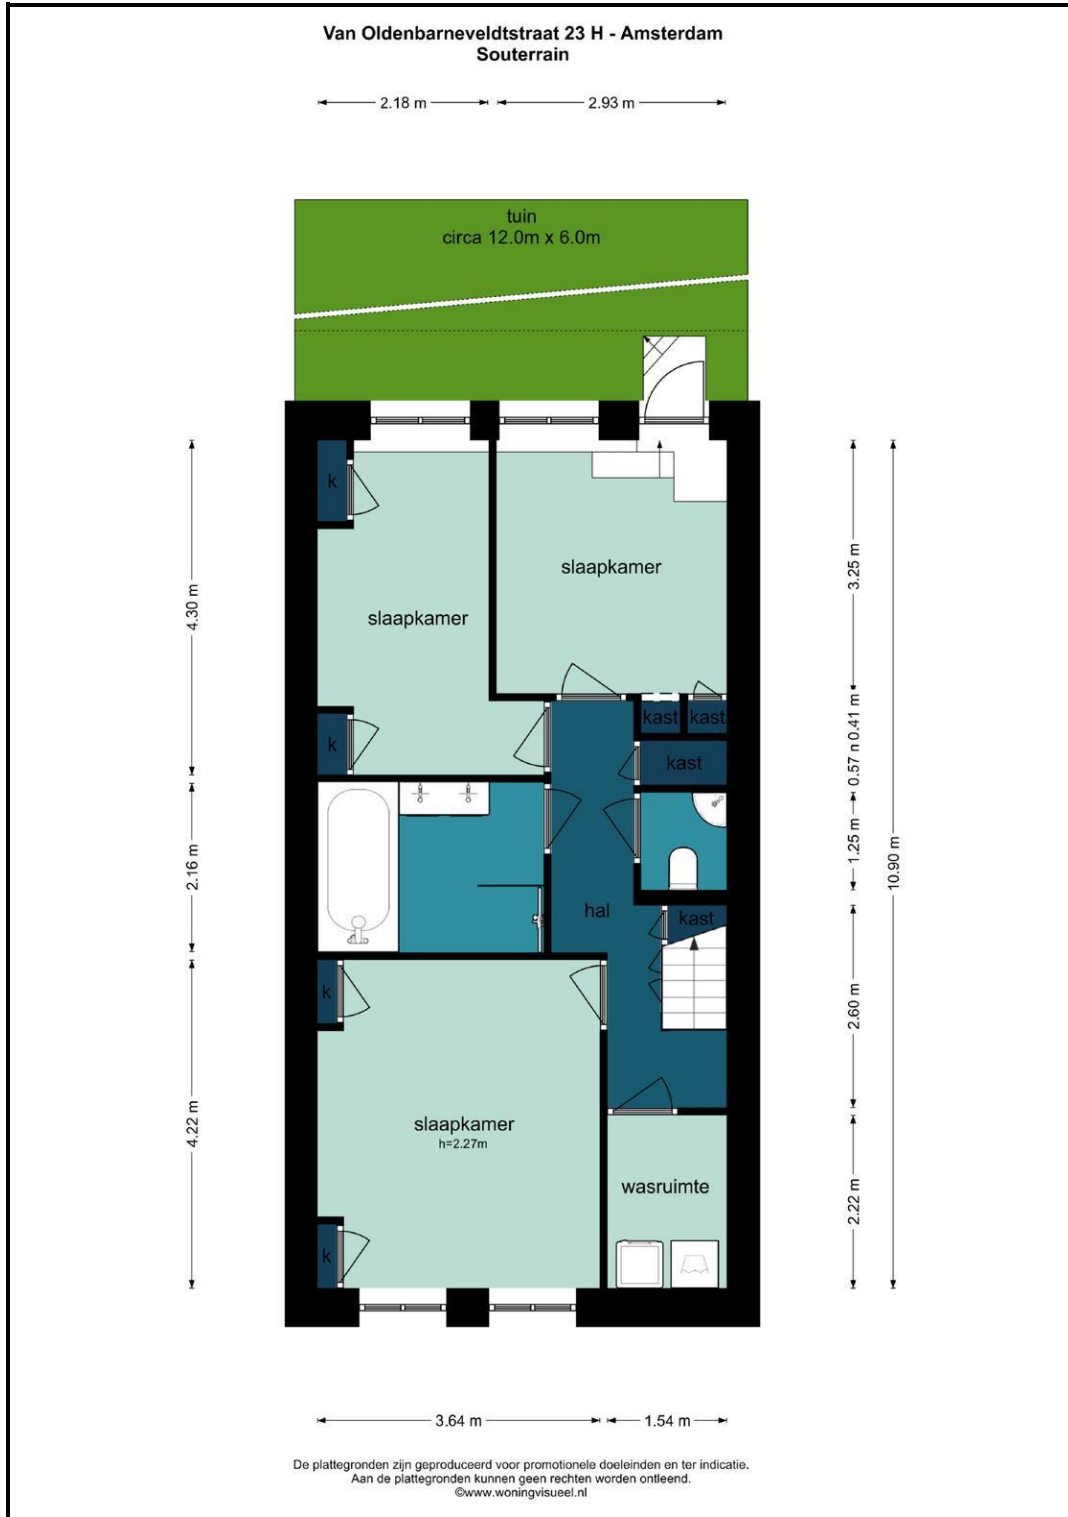 Van Oldenbarneveldtstraat 23 H - Amsterdam
Souterrain
2.18 m
2.93 m
tuin
circa 12.0m x 6.0m
k
slaapkamer
slaapkamer
4.30 m
3.25 m
k
kast
kast
kast
0.57 n 0.41 m
2.16 m
1.25 m
10.90 m
hal
kast
k
2.60 m
4.22 m
slaapkamer
h=2.27m
wasruimte
2.22 m
k
3.64 m
1.54 m
De plattegronden zijn geproduceerd voor promotionele doeleinden en ter indicatie.
Aan de plattegronden kunnen geen rechten worden ontleend.
©www.woningvisueel.nl